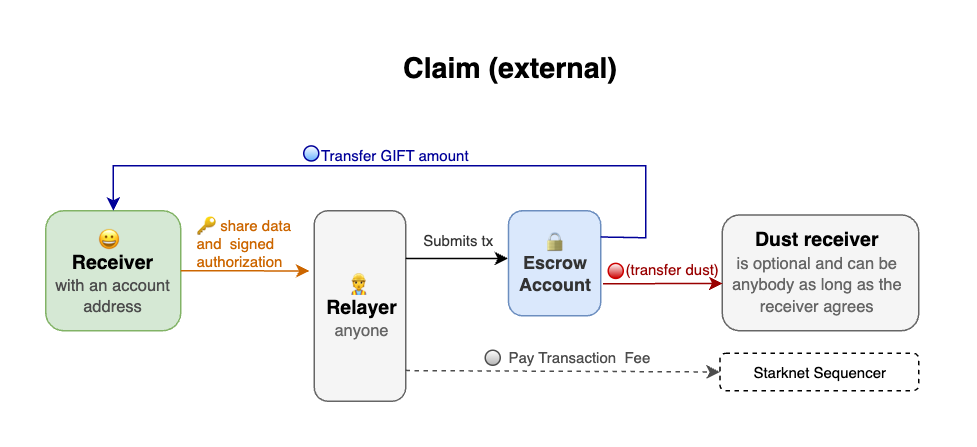 Claim (external)
Transfer GIFT amount
Receiver
with an account
address
share data
and signed
authorization
Relayer
anyone
Submits tx
Escrow
Account
(transfer dust)
Dust receiver
is optional and can be
anybody as long as the
receiver agrees
Pay Transaction Fee
Starknet Sequencer